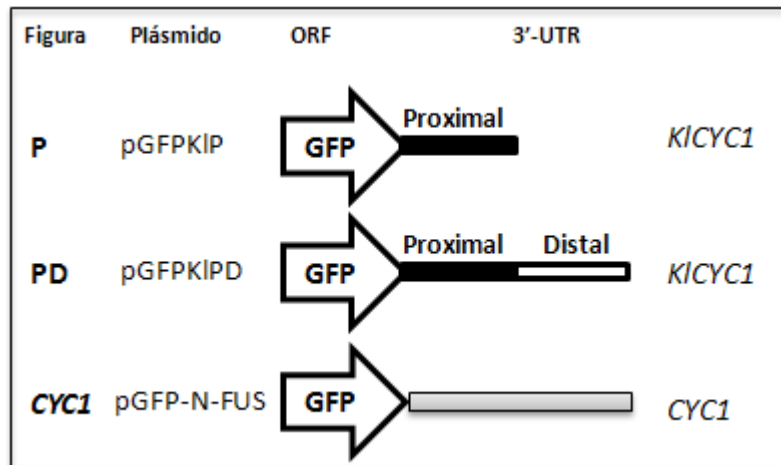 Figura Plásmido ORF 3'-UTR
P pGFPKlP GFP Proximal KlCYC1
PD pGFPKlPD GFP Proximal Distal KlCYC1
CYC1 pGFP-N-FUS GFP CYC1